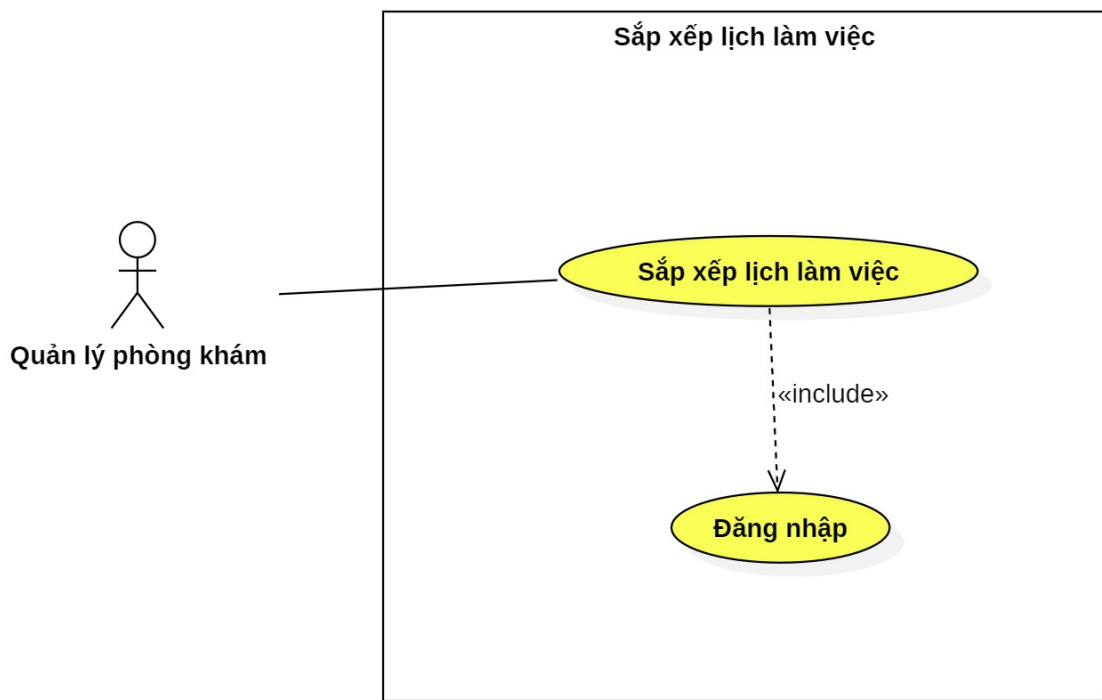 Sắp xếp lịch làm việc
Sắp xếp lịch làm việc
Quản lý phòng khám
«include»
Đăng nhập